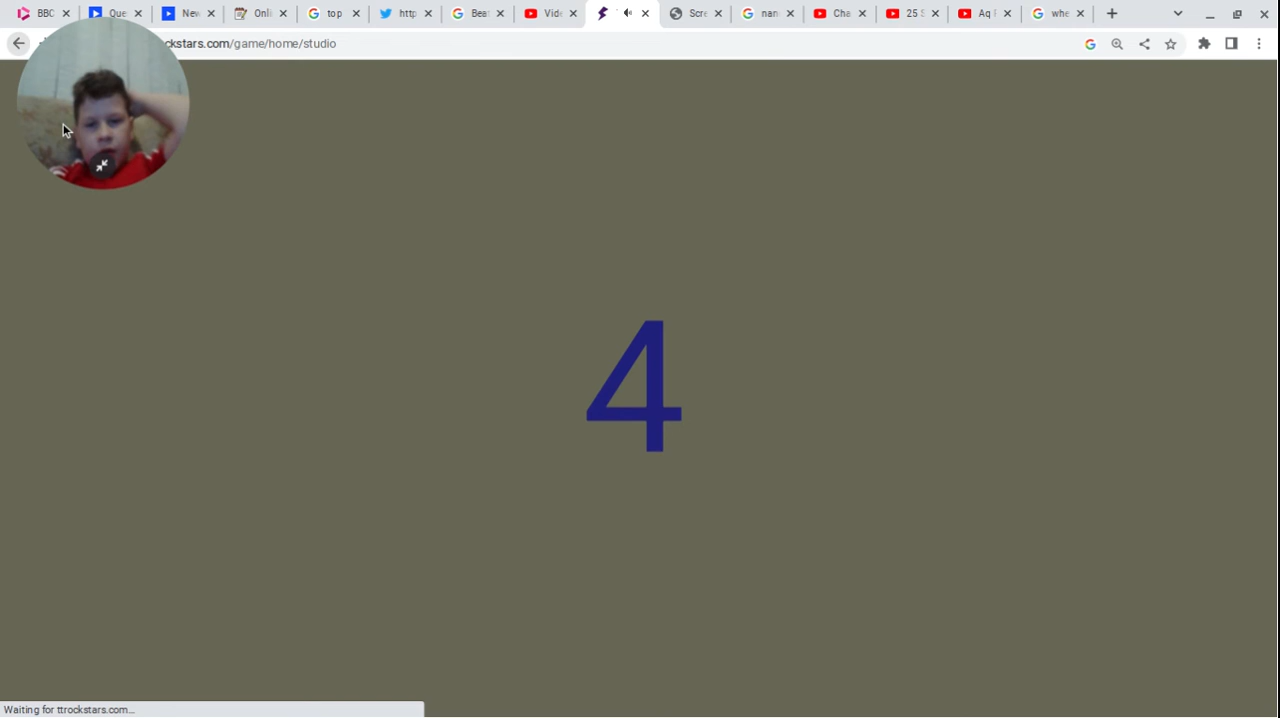 BBC Que New Onli top http Beat Vide Scre nan Cha 25 S Aq F whe
ckstars.com/game/home/studio
4
Waiting for ttrockstars.com...